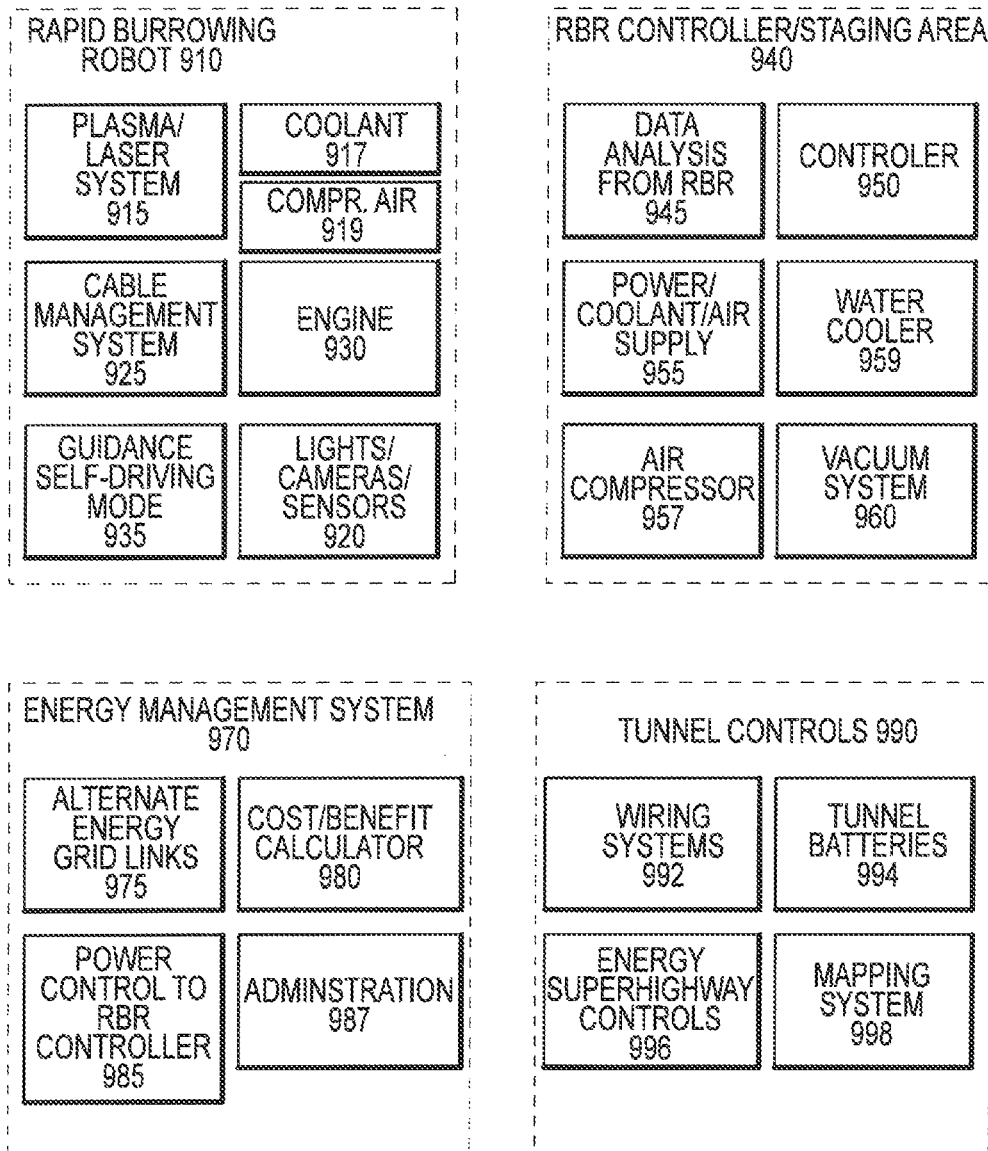 RAPID BURROWING
ROBOT 910
PLASMA/
LASER
SYSTEM
915
COOLANT
917
COMPR. AIR
919
CABLE
MANAGEMENT
SYSTEM
925
ENGINE
930
GUIDANCE
SELF-DRIVING
MODE
935
LIGHTS/
CAMERAS/
SENSORS
920
RBR CONTROLLER/STAGING AREA
940
DATA
ANALYSIS
FROM RBR
945
CONTROLER
950
POWER/
COOLANT/AIR
SUPPLY
955
WATER
COOLER
959
AIR
COMPRESSOR
957
VACUUM
SYSTEM
960
ENERGY MANAGEMENT SYSTEM
970
ALTERNATE
ENERGY
GRID LINKS
975
COST/BENEFIT
CALCULATOR
980
POWER
CONTROL TO
RBR
CONTROLLER
985
ADMINSTRATION
987
TUNNEL CONTROLS 990
WIRING
SYSTEMS
992
TUNNEL
BATTERIES
994
ENERGY
SUPERHIGHWAY
CONTROLS
996
MAPPING
SYSTEM
998